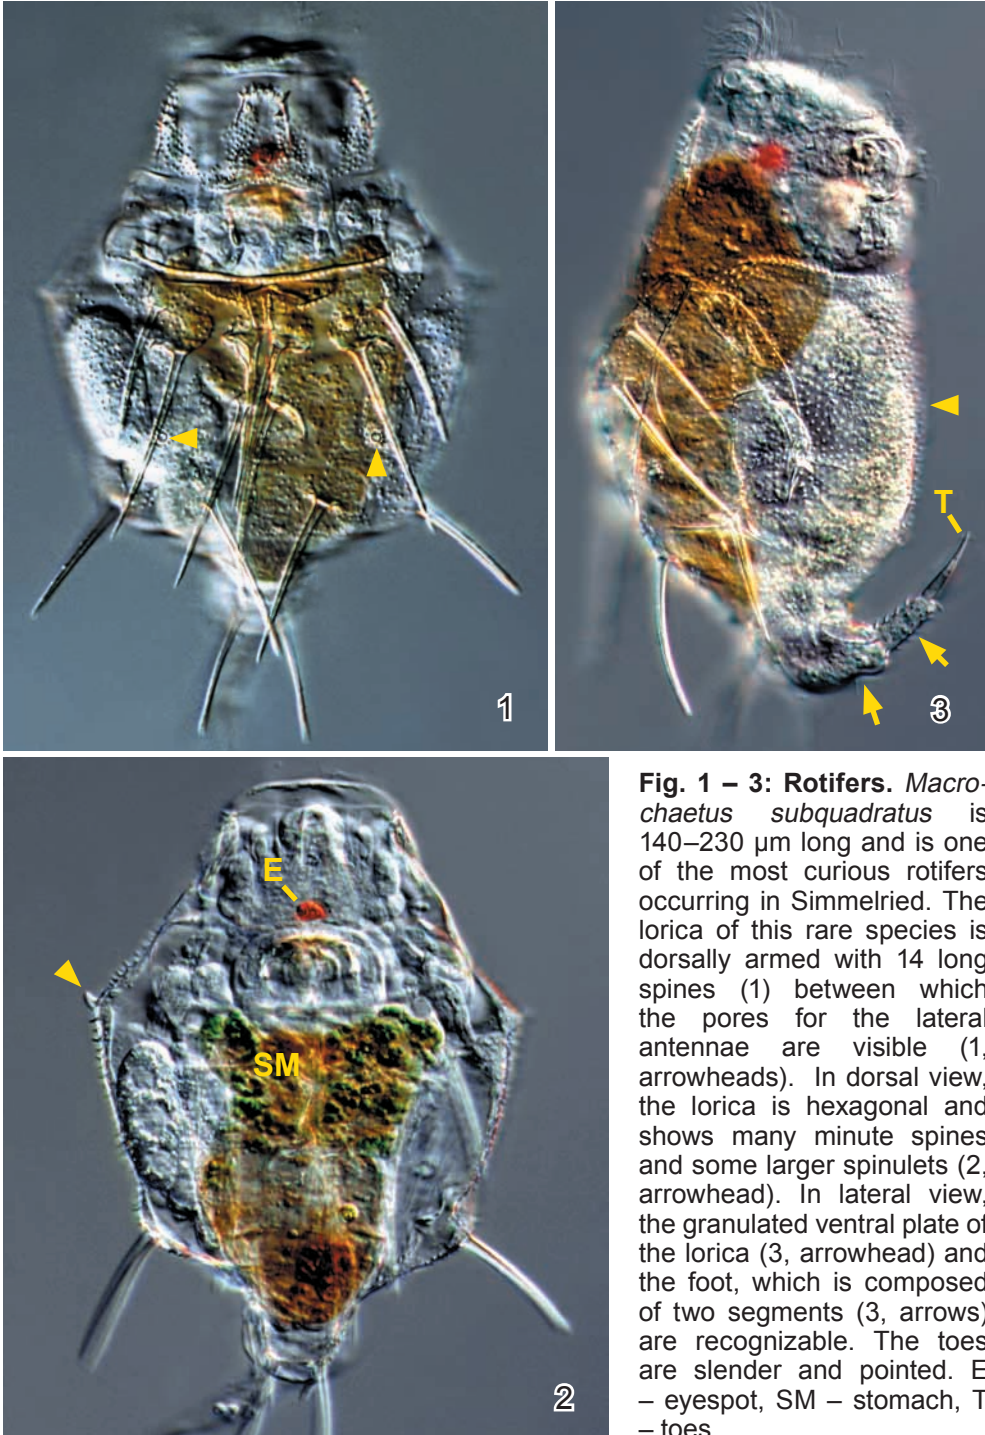 1
3
T
E
SM
2
Fig. 1 – 3: Rotifers. Macro-
chaetus subquadratus is
140–230 µm long and is one
of the most curious rotifers
occurring in Simmelried. The
lorica of this rare species is
dorsally armed with 14 long
spines (1) between which
the pores for the lateral
antennae are visible (1,
arrowheads). In dorsal view,
the lorica is hexagonal and
shows many minute spines
and some larger spinulets (2,
arrowhead). In lateral view,
the granulated ventral plate of
the lorica (3, arrowhead) and
the foot, which is composed
of two segments (3, arrows)
are recognizable. The toes
are slender and pointed. E
– eyespot, SM – stomach, T
– toes